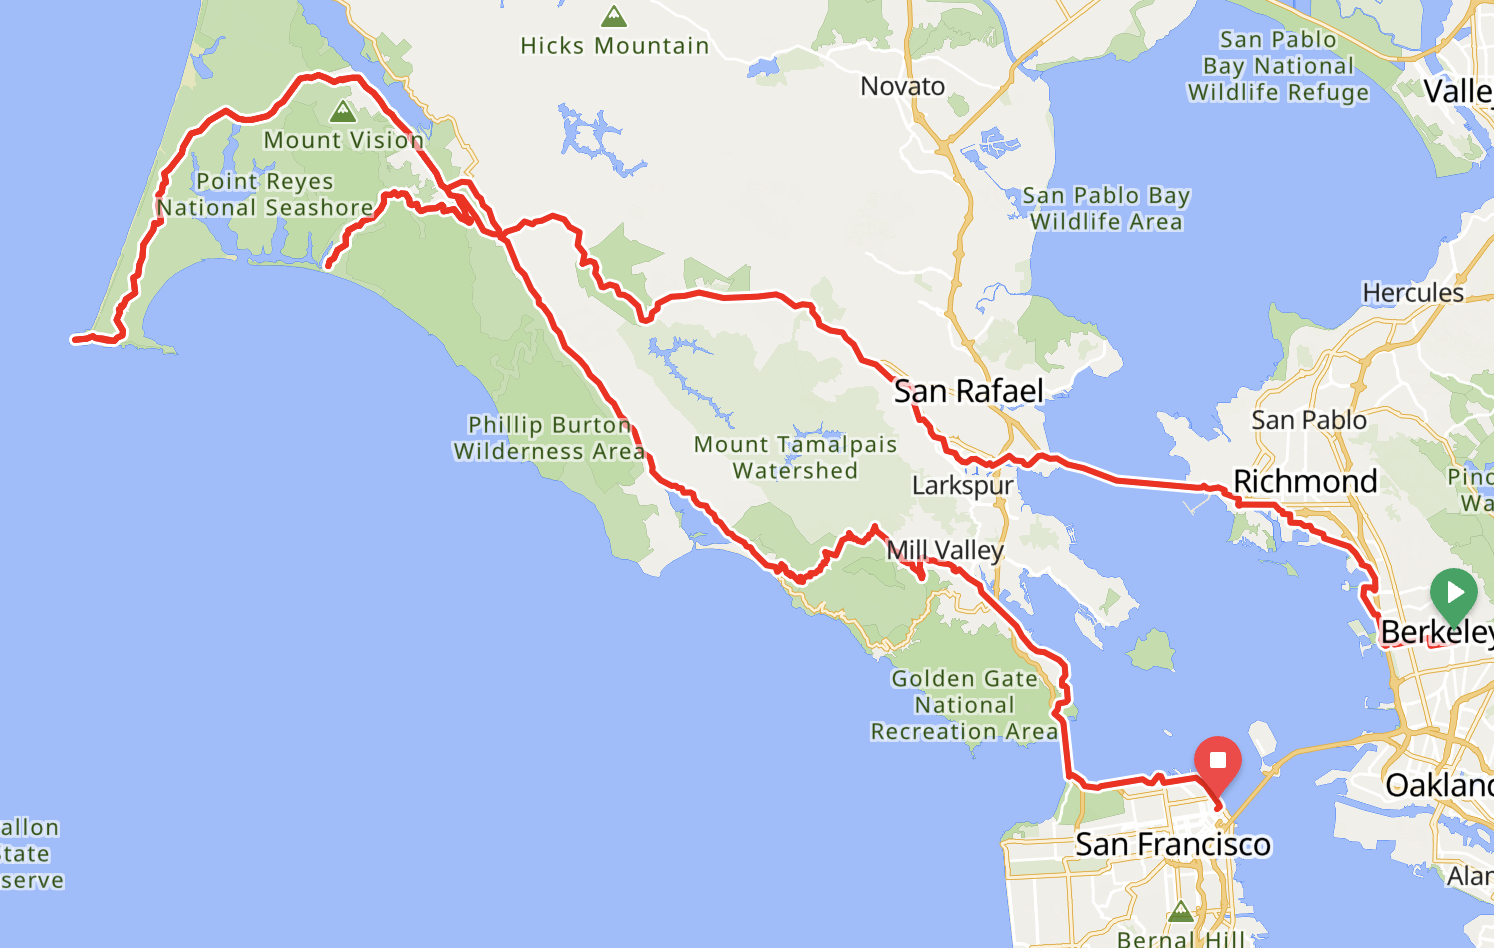 Hicks Mountain
San Pablo
Bay National
Wildlife Refuge
Novato
Valle
Mount Vision
Point Reyes
National Seashore
San Pablo Bay
Wildlife Area
Hercules
San Rafael
San Pablo
Phillip Burton
Wilderness Area
Mount Tamalpais
Watershed
Larkspur
Richmond
Pino
Wa
Mill Valley
Berkeley
Golden Gate
National
Recreation Area
Oakland
San Francisco
allon
State
serve
Alar
Bernal Hill